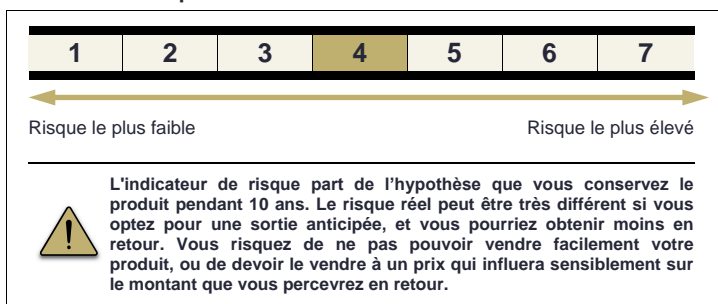 1 2 3 4 5 6 7
Risque le plus faible Risque le plus élevé
L'indicateur de risque part de l’hypothèse que vous conservez le
produit pendant 10 ans. Le risque réel peut être très différent si vous
optez pour une sortie anticipée, et vous pourriez obtenir moins en
retour. Vous risquez de ne pas pouvoir vendre facilement votre
produit, ou de devoir le vendre à un prix qui influera sensiblement sur
le montant que vous percevrez en retour.